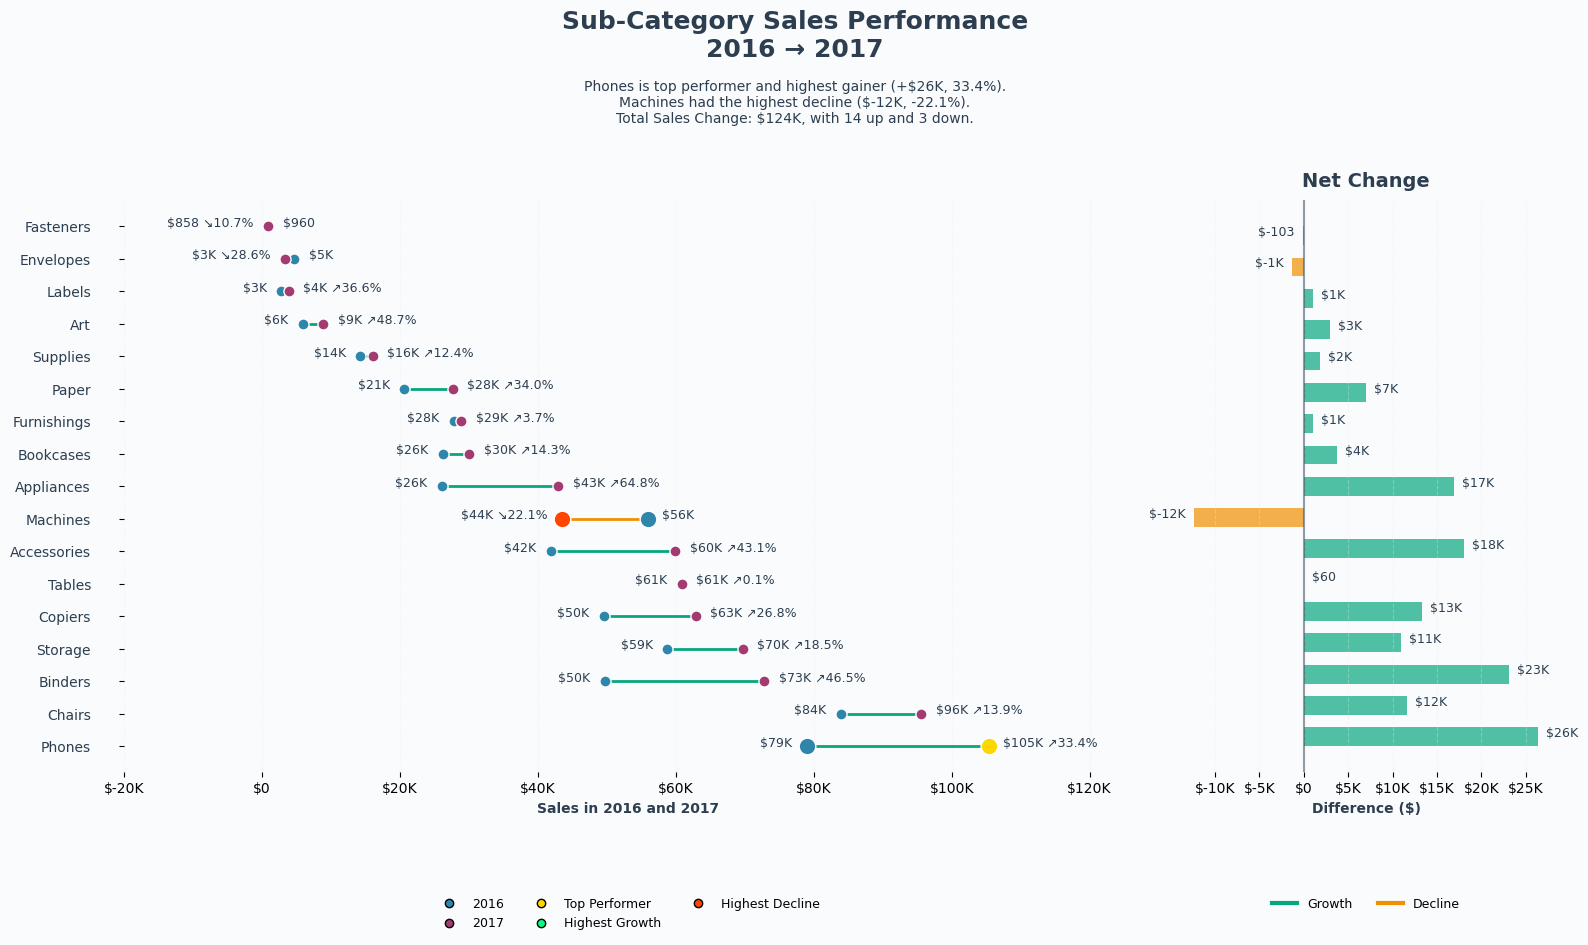 Sub-Category Sales Performance
2016 → 2017
Phones is top performer and highest gainer (+$26K, 33.4%).
Machines had the highest decline ($-12K, -22.1%).
Total Sales Change: $124K, with 14 up and 3 down.
Net Change
Fasteners $858 ↘10.7% $960 $-103
Envelopes $3K ↘28.6% $5K $-1K
Labels $3K $4K ↗36.6% $1K
Art $6K $9K ↗48.7% $3K
Supplies $14K $16K ↗12.4% $2K
Paper $21K $28K ↗34.0% $7K
Furnishings $28K $29K ↗3.7% $1K
Bookcases $26K $30K ↗14.3% $4K
Appliances $26K $43K ↗64.8% $17K
Machines $44K ↘22.1% $56K $-12K
Accessories $42K $60K ↗43.1% $18K
Tables $61K $61K ↗0.1% $60
Copiers $50K $63K ↗26.8% $13K
Storage $59K $70K ↗18.5% $11K
Binders $50K $73K ↗46.5% $23K
Chairs $84K $96K ↗13.9% $12K
Phones $79K $105K ↗33.4% $26K
$-20K $0 $20K $40K $60K $80K $100K $120K $-10K $-5K $0 $5K $10K $15K $20K $25K
Sales in 2016 and 2017 Difference ($)
2016 Top Performer Highest Decline Growth Decline
2017 Highest Growth